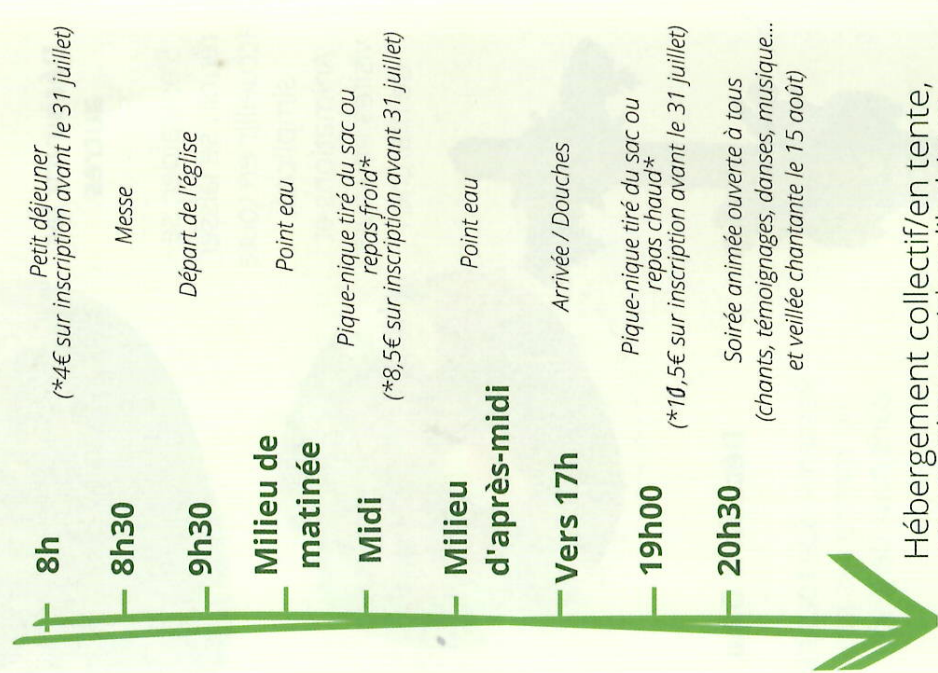 8h
Petit déjeuner
(*4€ sur inscription avant le 31 juillet)
8h30
Messe
9h30
Départ de l'église
Milieu de
matinée
Point eau
Midi
Pique-nique tiré du sac ou
repas froid*
(*8,5€ sur inscription avant 31 juillet)
Milieu
d'après-midi
Point eau
Vers 17h
Arrivée / Douches
19h00
Pique-nique tiré du sac ou
repas chaud*
(*10,5€ sur inscription avant le 31 juillet)
20h30
Soirée animée ouverte à tous
(chants, témoignages, danses, musique...
et veillée chantante le 15 août)
Hébergement collectif/en tente,